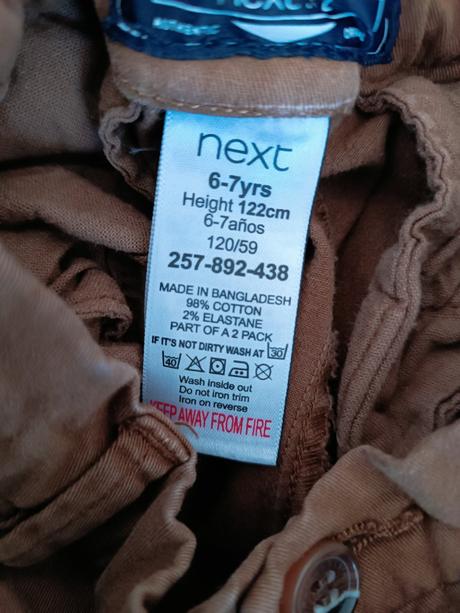 next
6-7yrs
Height 122cm
6-7años
120/59
257-892-438
MADE IN BANGLADESH
98% COTTON
2% ELASTANE
PART OF A 2 PACK
IF IT'S NOT DIRTY WASH AT 30
40
Wash inside out
Do not iron trim
Iron on reverse
KEEP AWAY FROM FIRE